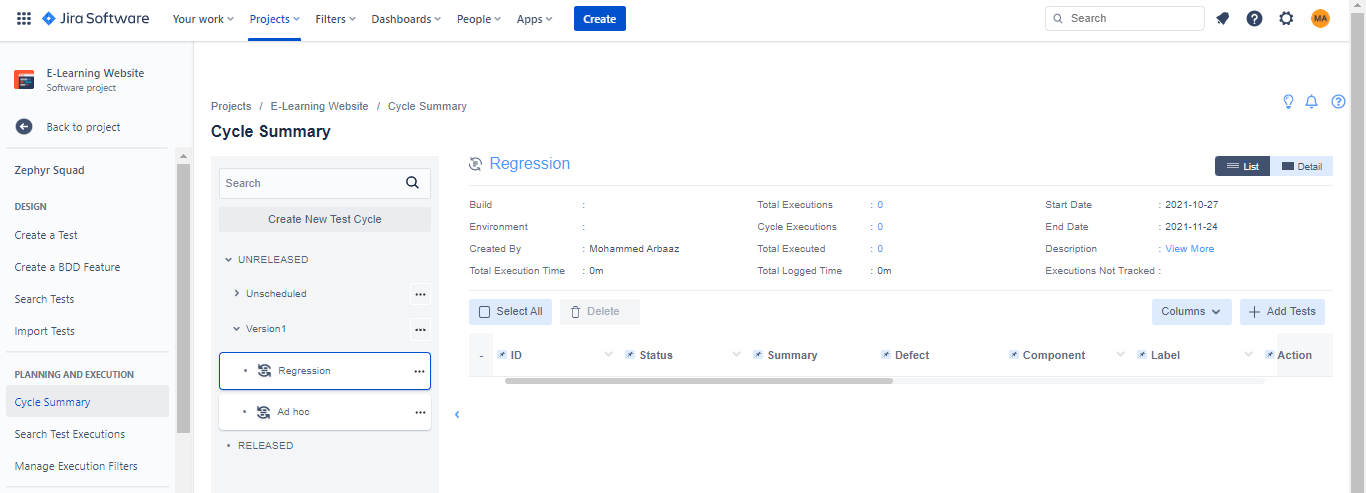 Jira Software Your work Projects Filters Dashboards People Apps Create Search MA
E-Learning Website
Software project
Back to project
Zephyr Squad
DESIGN
Create a Test
Create a BDD Feature
Search Tests
Import Tests
PLANNING AND EXECUTION
Cycle Summary
Search Test Executions
Manage Execution Filters
Projects / E-Learning Website / Cycle Summary
Cycle Summary
Search
Create New Test Cycle
UNRELEASED
Unscheduled
Version1
Regression
Ad hoc
RELEASED
Regression
List Detail
Build : Total Executions : 0 Start Date : 2021-10-27
Environment : Cycle Executions : 0 End Date : 2021-11-24
Created By : Mohammed Arbaaz Total Executed : 0 Description : View More
Total Execution Time : 0m Total Logged Time : 0m Executions Not Tracked :
Select All Delete Columns + Add Tests
- ID Status Summary Defect Component Label Action